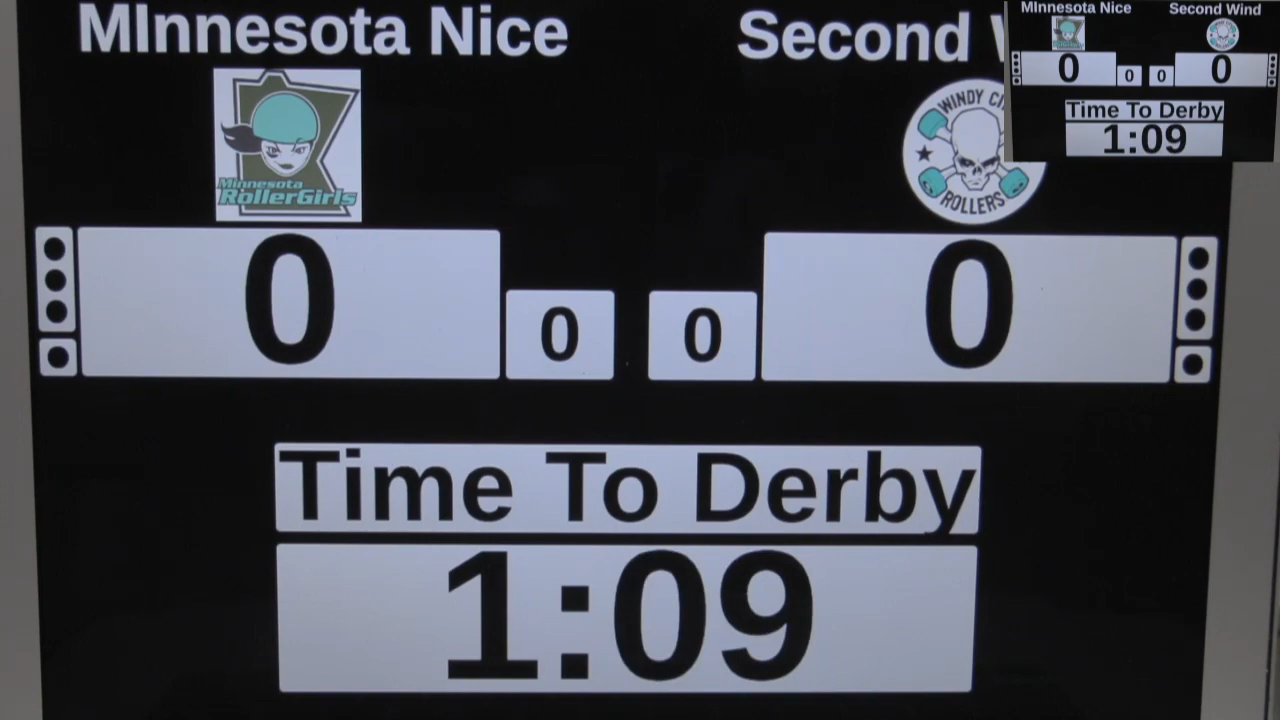 MInnesota Nice
Second
Minnesota
RollerGirls
WINDY CI
ROLLERS
0
0
0
0
Time To Derby
1:09
MInnesota Nice
Second Wind
0
0
0
0
Time To Derby
1:09